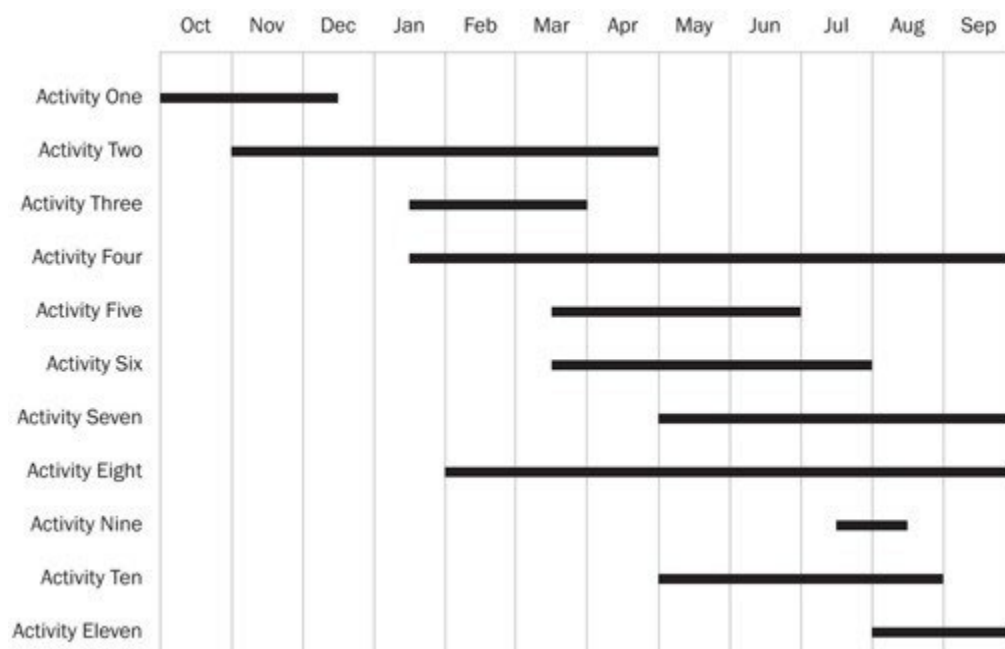 Oct Nov Dec Jan Feb Mar Apr May Jun Jul Aug Sep
Activity One
Activity Two
Activity Three
Activity Four
Activity Five
Activity Six
Activity Seven
Activity Eight
Activity Nine
Activity Ten
Activity Eleven